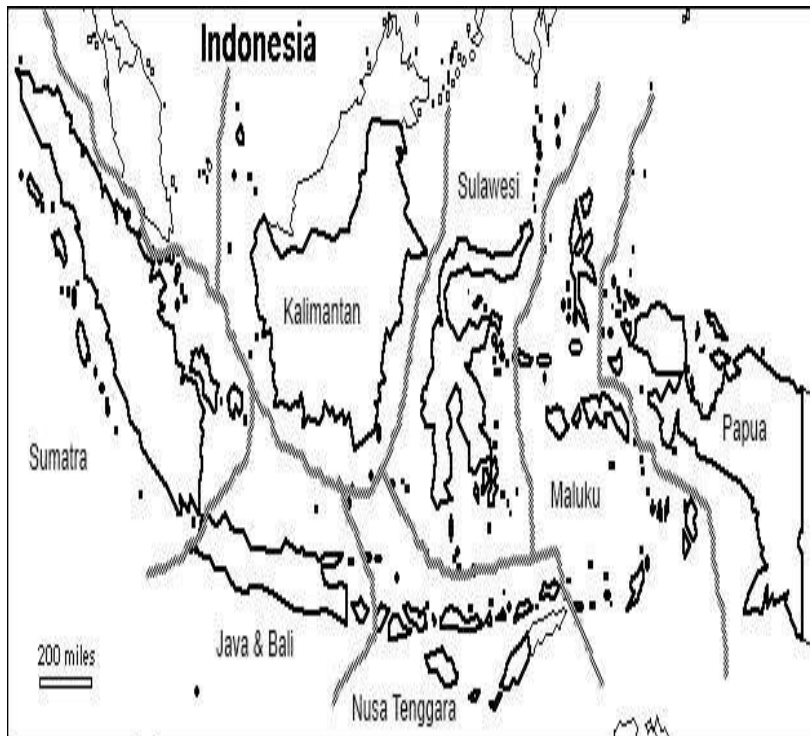 Indonesia
Sulawesi
Kalimantan
Papua
Sumatra
Maluku
Java & Bali
200 miles
Nusa Tenggara